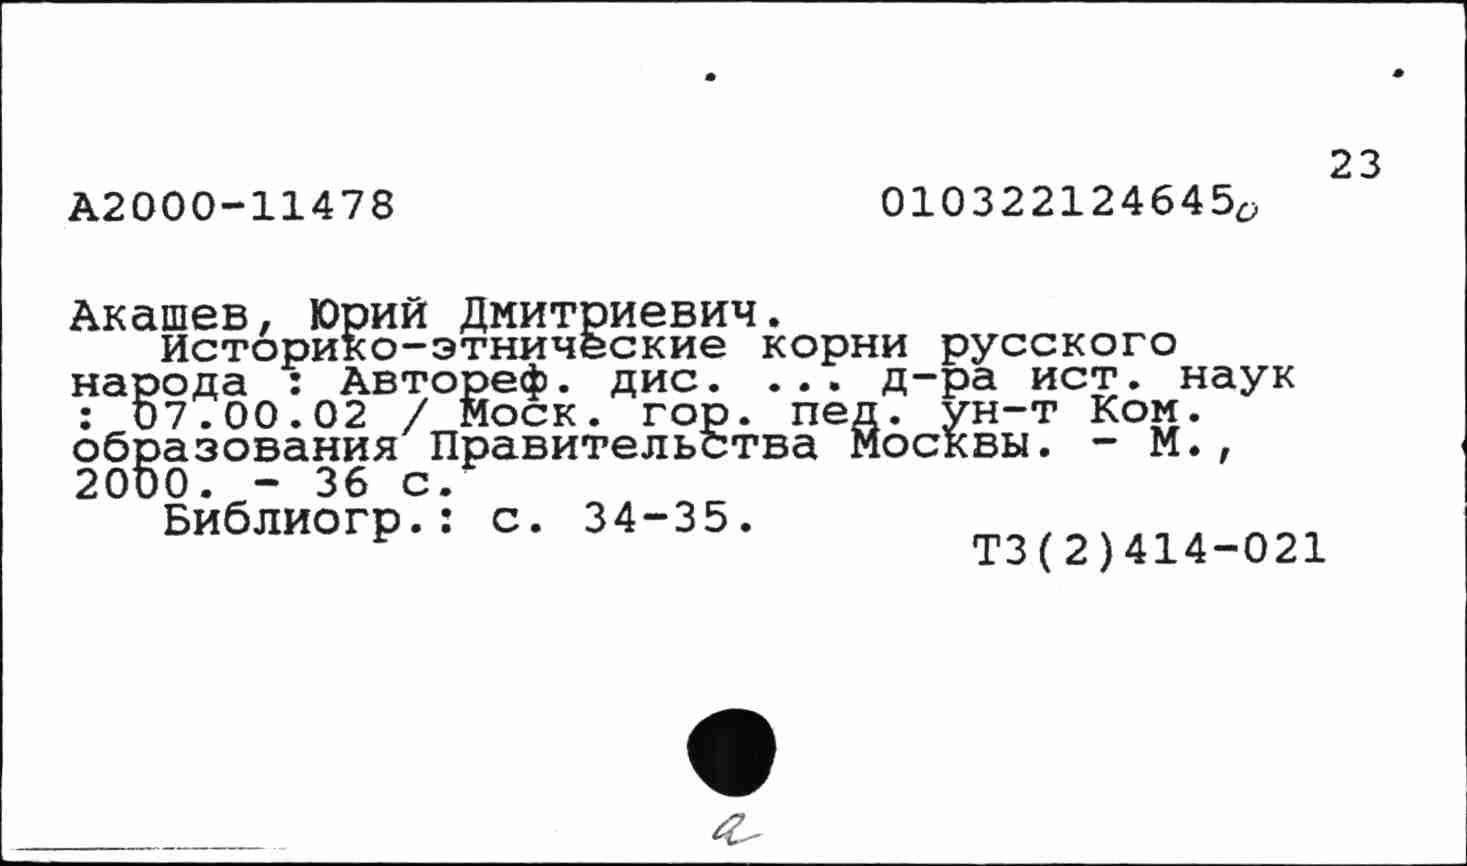 23
А2000-11478 010322124645о
Акашев, Юрий Дмитриевич.
Историко-этнические корни русского
народа : Автореф. дис. ... д-ра ист. наук
: 07.00.02 / Моск. гор. пед. ун-т Ком.
образования Правительства Москвы. - М.,
2000. - 36 с.
Библиогр.: с. 34-35.
Т3(2)414-021
а